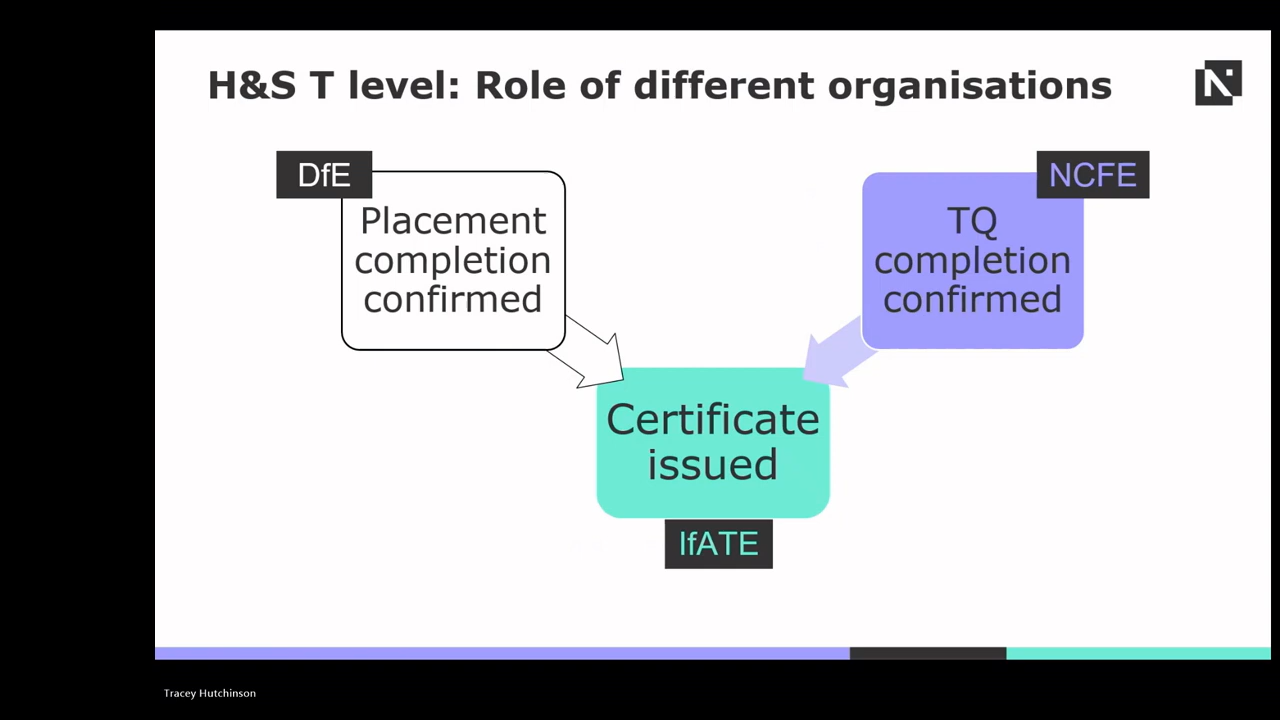 H&S T level: Role of different organisations
DfE
Placement
completion
confirmed
NCFE
TQ
completion
confirmed
Certificate
issued
IfATE
Tracey Hutchinson